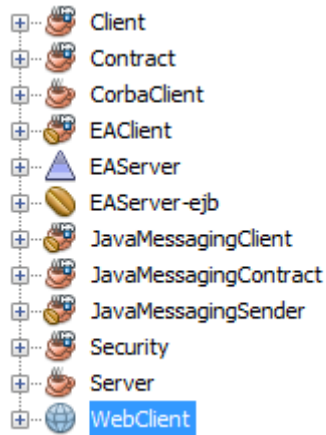 Client
Contract
CorbaClient
EAClient
EAServer
EAServer-ejb
JavaMessagingClient
JavaMessagingContract
JavaMessagingSender
Security
Server
WebClient